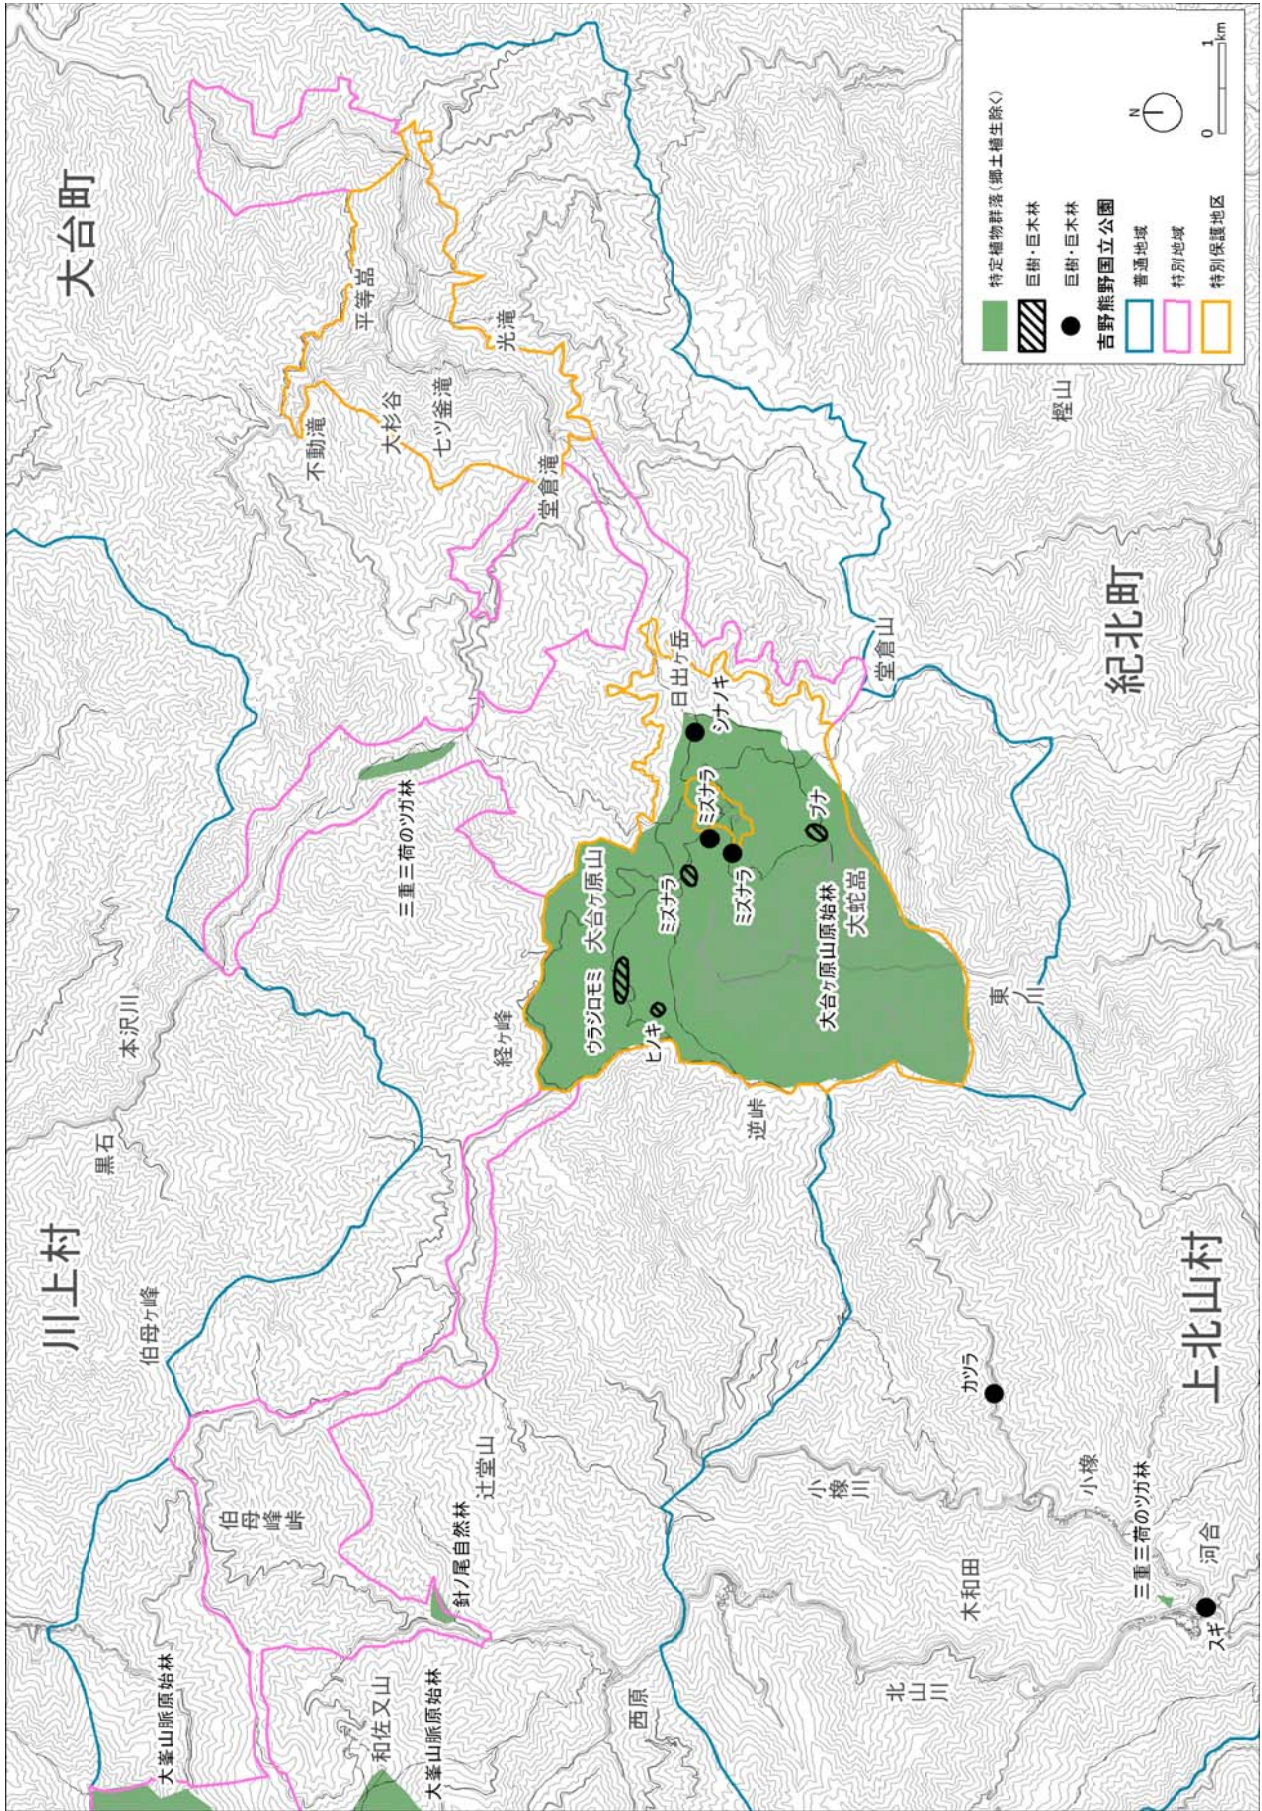 大台町
川上村
紀北町
上北山村
平等嵓
光滝
不動滝
大杉谷
七ツ釜滝
堂倉滝
日出ヶ岳
シナノキ
堂倉山
樫山
三重三荷のツガ林
本沢川
黒石
経ヶ峰
大台ヶ原山
ウラジロモミ
ヒノキ
ミズナラ
ミズナラ
ミズナラ
ブナ
大台ヶ原山原始林
大蛇嵓
東ノ川
逆峠
伯母ヶ峰
伯母峰峠
辻堂山
針ノ尾自然林
大峯山脈原始林
和佐又山
大峯山脈原始林
西原
北山川
木和田
小橡川
小橡
カツラ
三重三荷のツガ林
河合
スギ
特定植物群落(郷土植生除く)
巨樹・巨木林
巨樹・巨木林
吉野熊野国立公園
普通地域
特別地域
特別保護地区
N
0 1
km